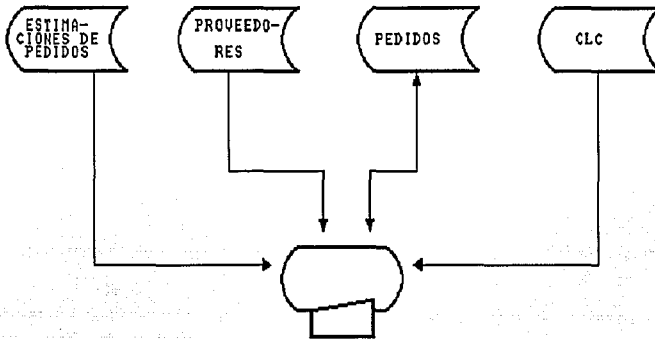 ESTIMA-
CIONES DE
PEDIDOS
PROVEEDO-
RES
PEDIDOS
CLC